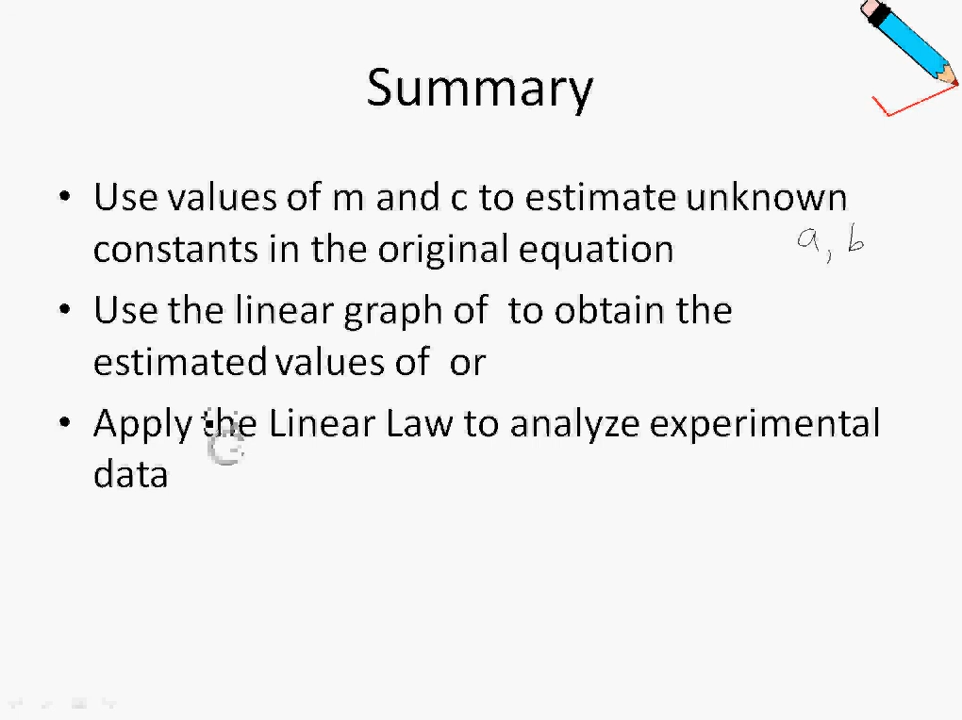 Summary
• Use values of m and c to estimate unknown
constants in the original equation
a, b
• Use the linear graph of  to obtain the
estimated values of  or
• Apply the Linear Law to analyze experimental
data